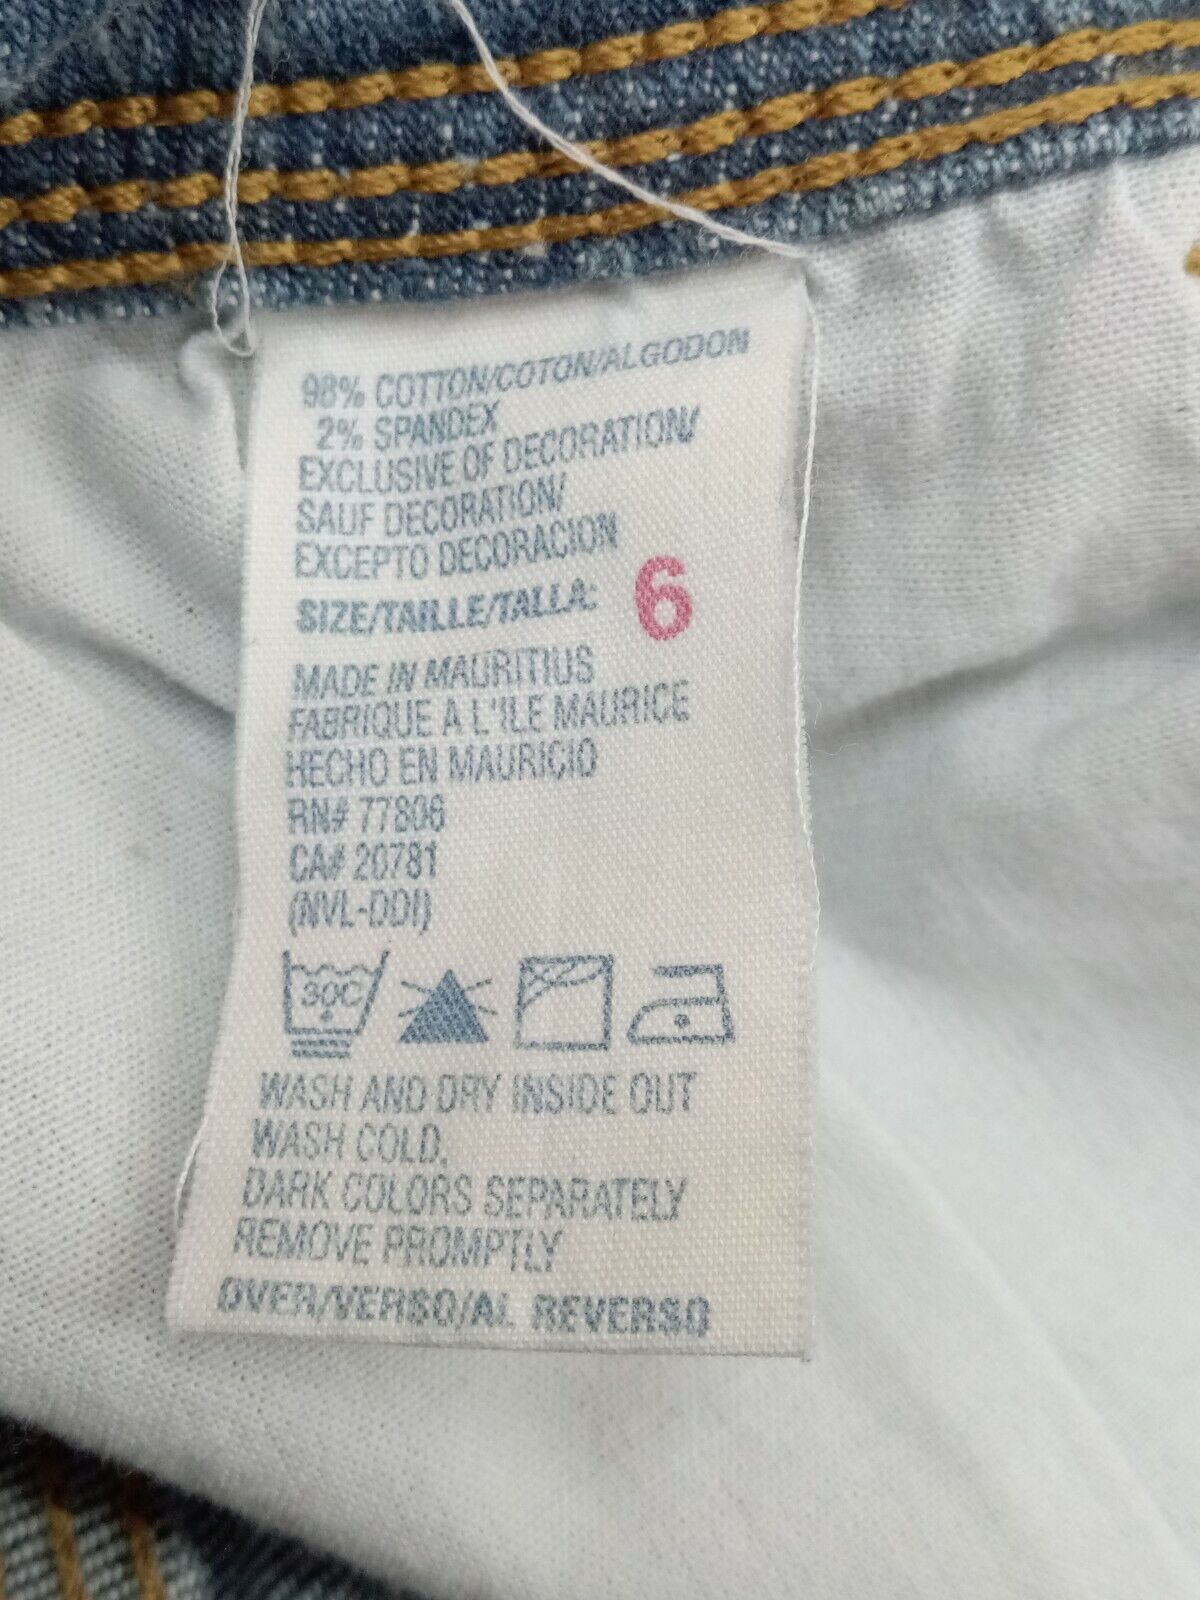 98% COTTON/COTON/ALGODON
2% SPANDEX
EXCLUSIVE OF DECORATION/
SAUF DECORATION/
EXCEPTO DECORACION
SIZE/TAILLE/TALLA: 6
MADE IN MAURITIUS
FABRIQUE A L'ILE MAURICE
HECHO EN MAURICIO
RN# 77806
CA# 20781
(NVL-DDI)
30C
WASH AND DRY INSIDE OUT
WASH COLD,
DARK COLORS SEPARATELY
REMOVE PROMPTLY
OVER/VERSO/AL REVERSO